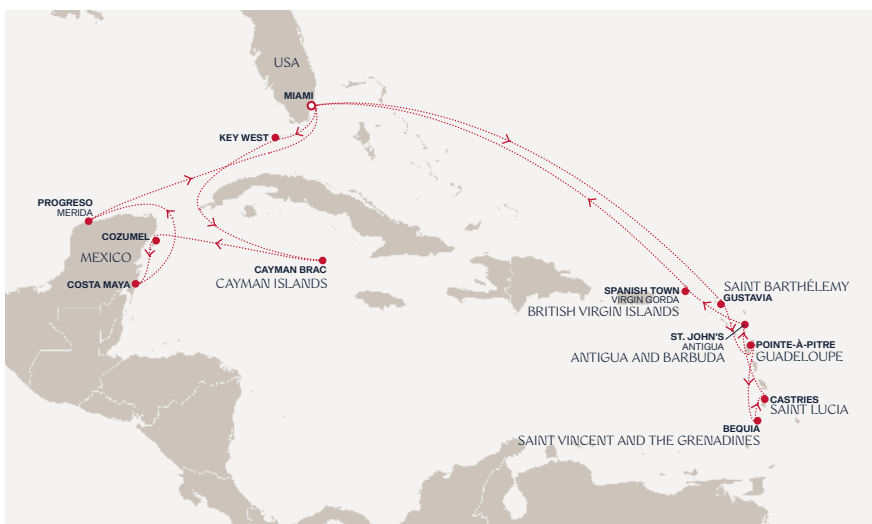 USA
MIAMI
KEY WEST
PROGRESO
MERIDA
COZUMEL
MEXICO
COSTA MAYA
CAYMAN BRAC
CAYMAN ISLANDS
SPANISH TOWN
VIRGIN GORDA
BRITISH VIRGIN ISLANDS
SAINT BARTHÉLEMY
GUSTAVIA
ST. JOHN'S
ANTIGUA
ANTIGUA AND BARBUDA
POINTE-À-PITRE
GUADELOUPE
CASTRIES
SAINT LUCIA
BEQUIA
SAINT VINCENT AND THE GRENADINES